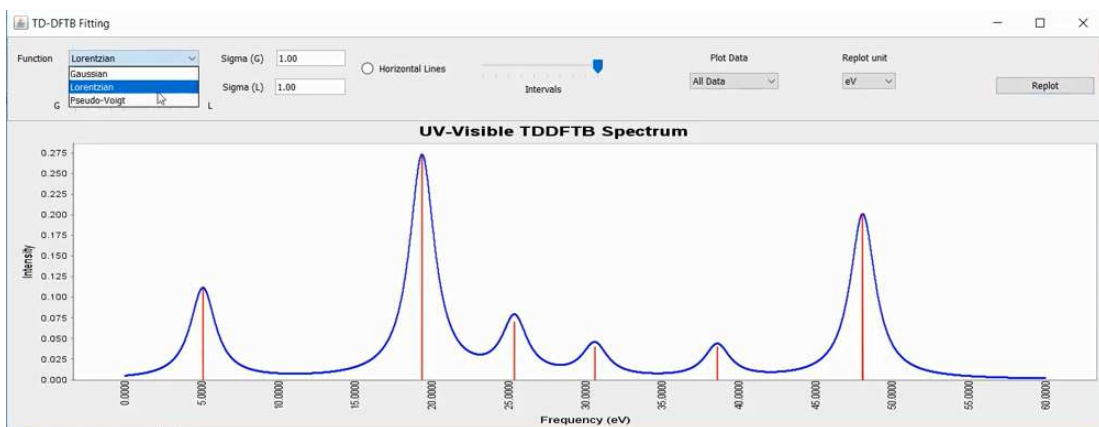 TD-DFTB Fitting
Function Lorentzian Sigma (G) 1.00 Horizontal Lines Intervals Plot Data Replot unit
Gaussian
Lorentzian Sigma (L) 1.00 All Data eV Replot
Pseudo-Voigt
G L
UV-Visible TDDFTB Spectrum
0.275
0.250
0.225
0.200
0.175
0.150
0.125
0.100
0.075
0.050
0.025
0.000
Intensity
0.0000 5.0000 10.0000 15.0000 20.0000 25.0000 30.0000 35.0000 40.0000 45.0000 50.0000 55.0000 60.0000
Frequency (eV)